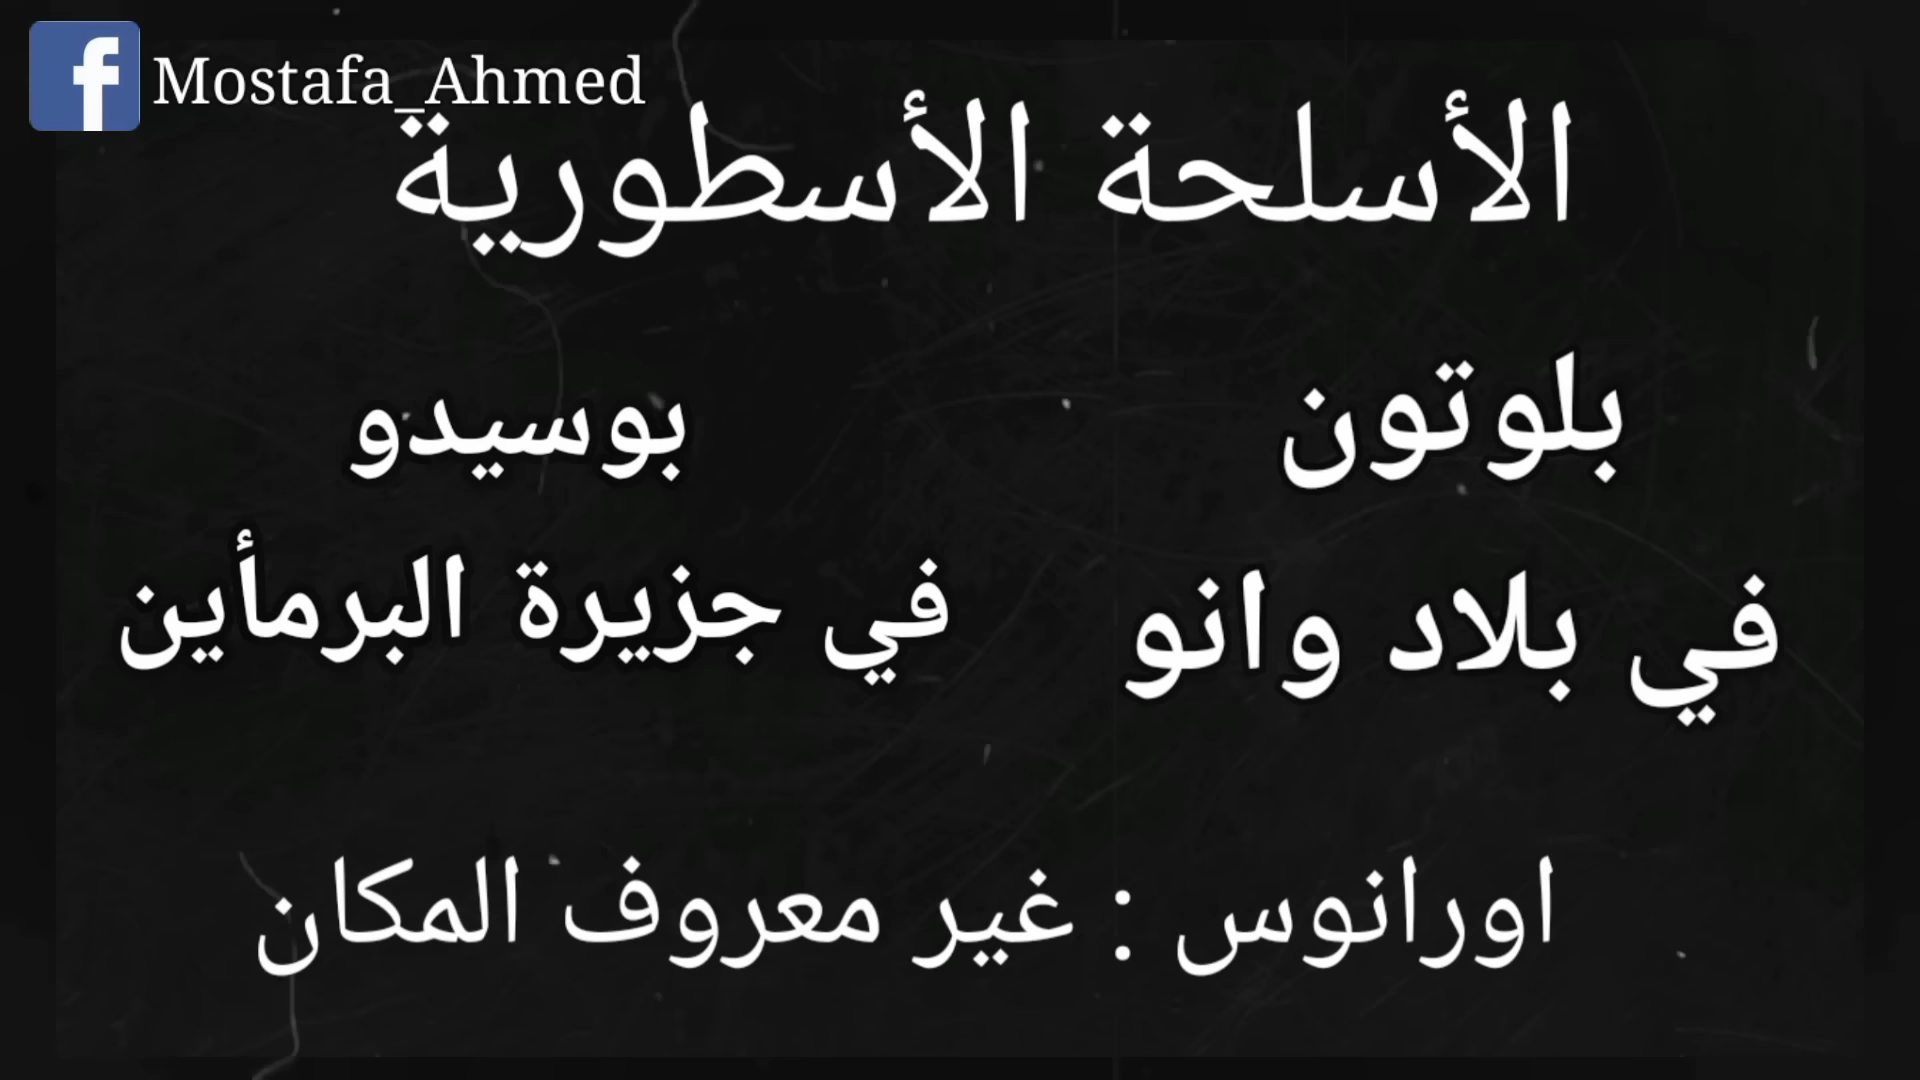 Mostafa_Ahmed
الأسلحة الأسطورية
بلوتون
بوسيدو
في بلاد وانو
في جزيرة البرمأين
اورانوس : غير معروف المكان